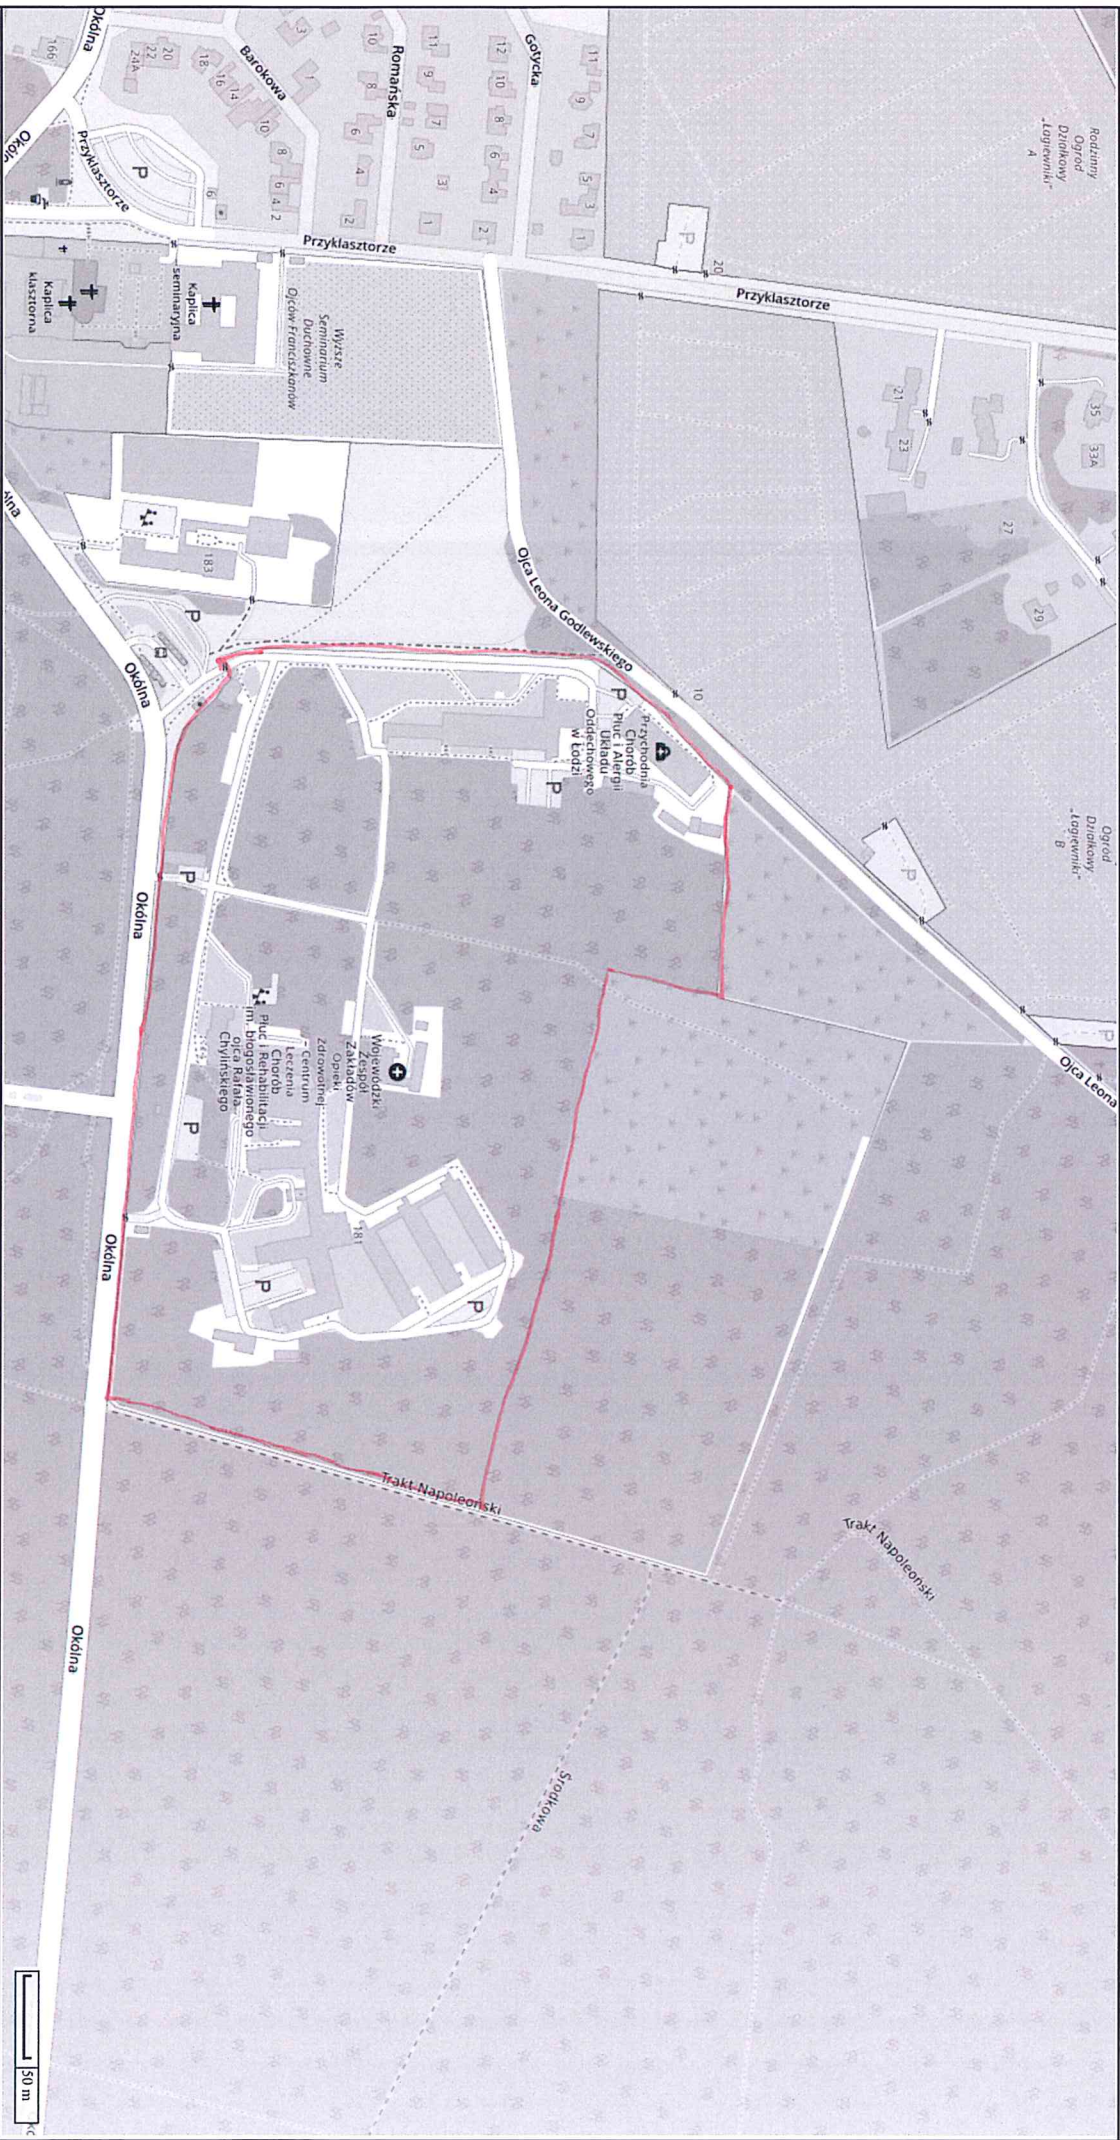 Okólna
166
24A
22
20
18
16
14
10
8
6
4
2
Barokowa
3
1
Romańska
10
8
6
4
2
11
9
7
5
3
1
Gotycka
12
10
8
6
4
2
11
9
7
5
3
1
Rodzinny
Ogród
Działkowy
„Łagiewniki”
A
Przyklasztorze
P
6
Przyklasztorze
P
20
Przyklasztorze
Kaplica
klasztorna
Kaplica
seminaryjna
Wyższe
Seminarium
Duchowne
Ojców Franciszkanów
21
23
35
33A
27
29
183
P
Okólna
Ojca Leona Godlewskiego
10
P
Przychodnia
Chorób
Płuc i Alergii
Układu
Oddechowego
w Łodzi
P
Ogród
Działkowy
„Łagiewniki”
B
P
P
Ojca Leona
P
Okólna
Wojewódzki
Zespół
Zakładów
Opieki
Zdrowotnej
- Centrum
Leczenia
Chorób
Płuc i Rehabilitacji
im. błogosławionego
ojca Rafała
Chylińskiego
P
181
P
P
Okólna
Trakt Napoleoński
Trakt Napoleoński
Okólna
Środkowa
50 m